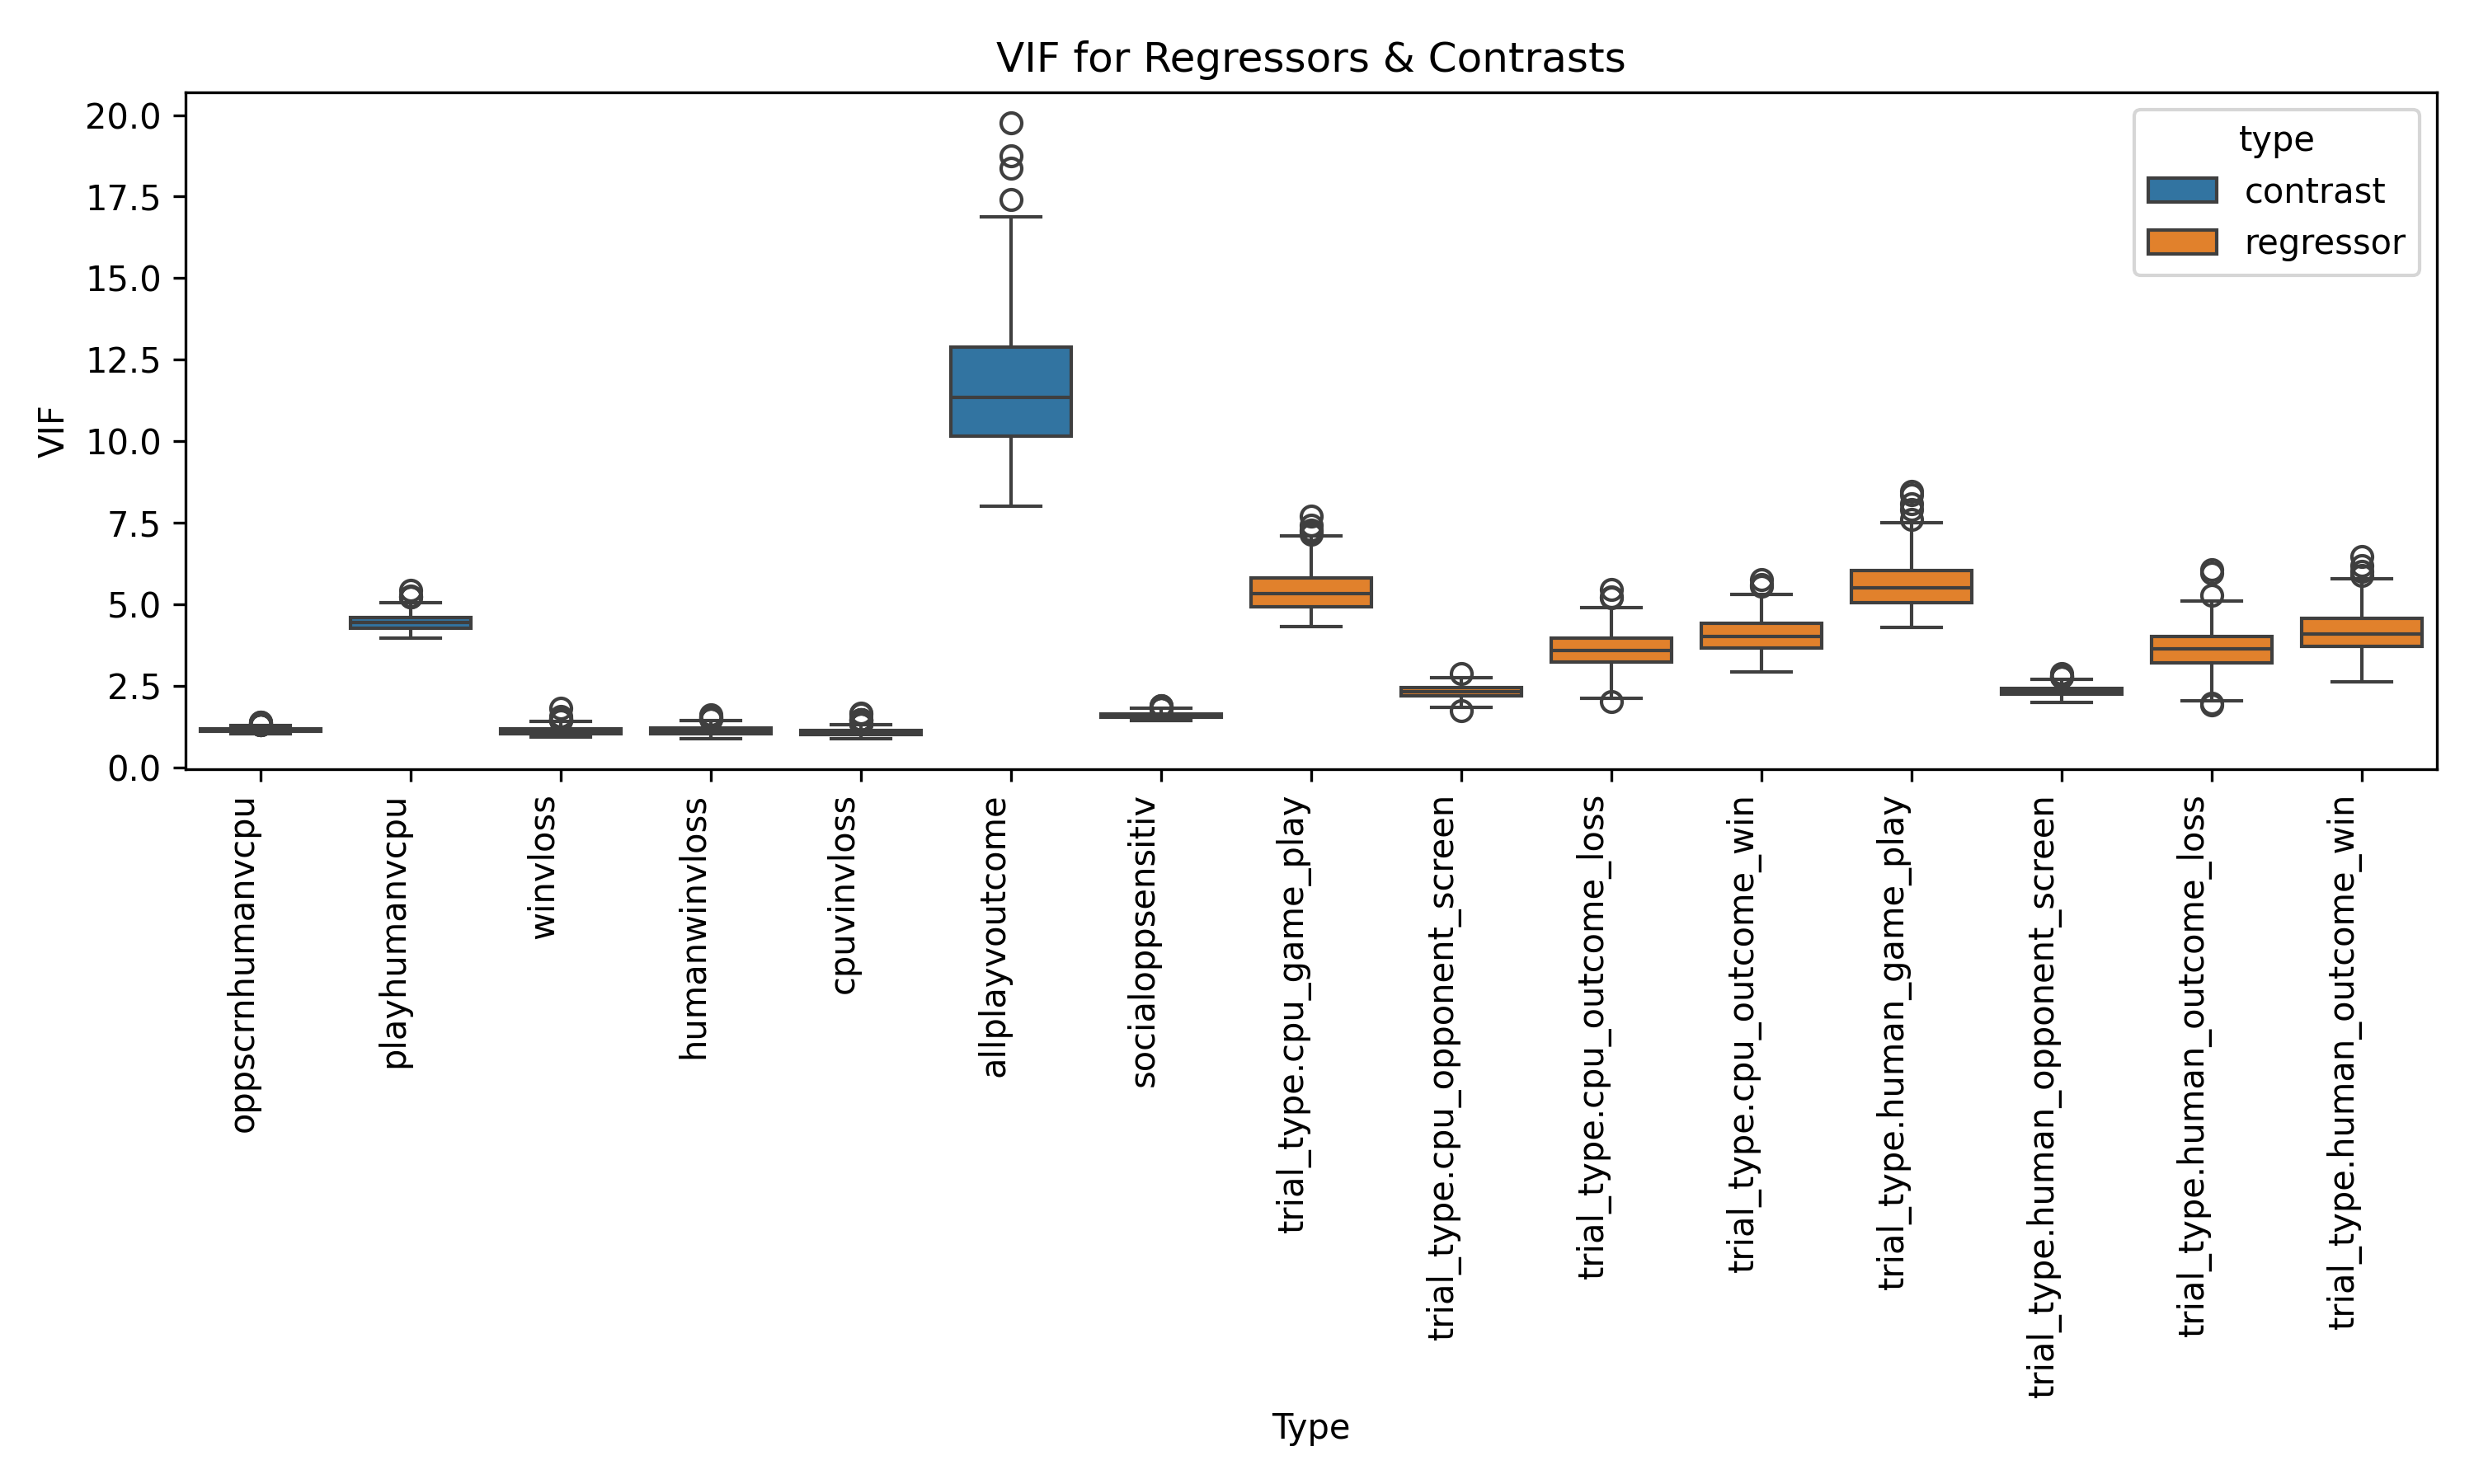 VIF for Regressors & Contrasts
20.0
17.5
15.0
12.5
10.0
7.5
5.0
2.5
0.0
VIF
type
contrast
regressor
oppscrnhumanvcpu
playhumanvcpu
winvloss
humanwinvloss
cpuvinvloss
allplayvoutcome
socialoppsensitiv
trial_type.cpu_game_play
trial_type.cpu_opponent_screen
trial_type.cpu_outcome_loss
trial_type.cpu_outcome_win
trial_type.human_game_play
trial_type.human_opponent_screen
trial_type.human_outcome_loss
trial_type.human_outcome_win
Type